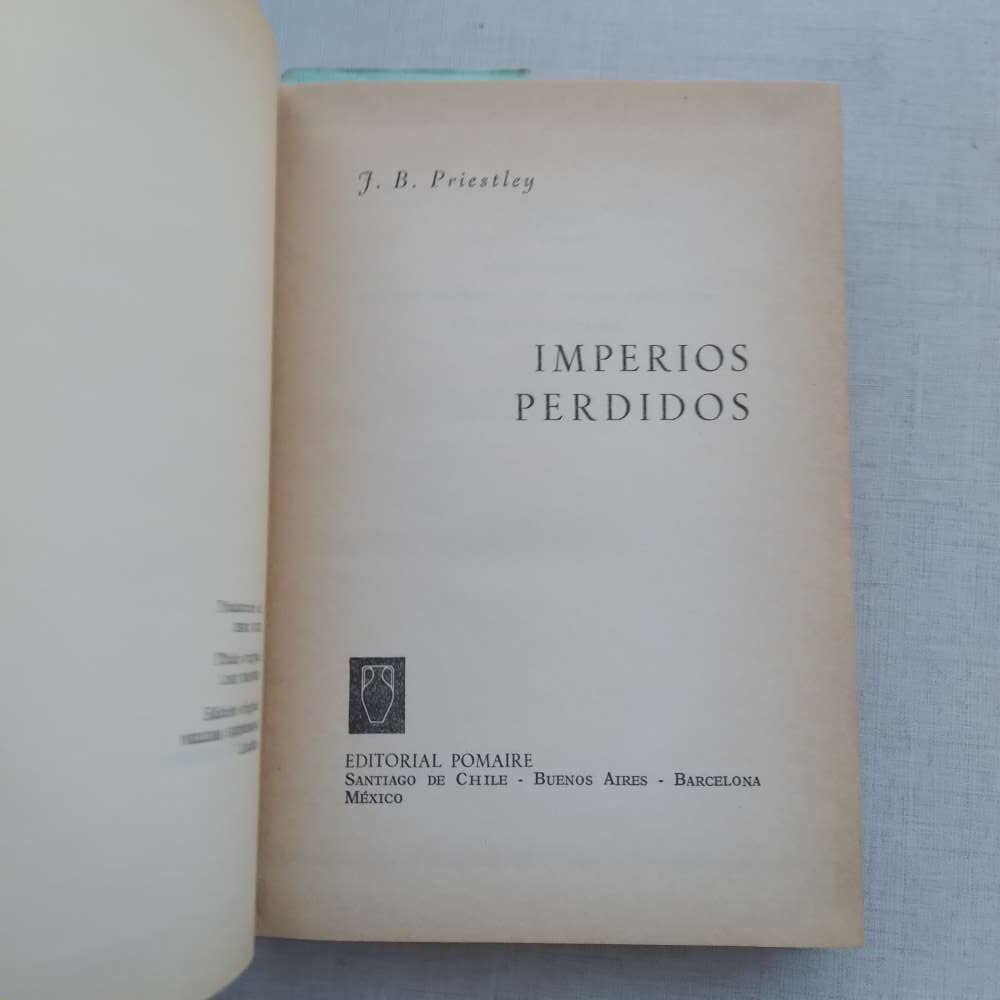 J. B. Priestley
IMPERIOS
PERDIDOS
EDITORIAL POMAIRE
SANTIAGO DE CHILE - BUENOS AIRES - BARCELONA
MÉXICO